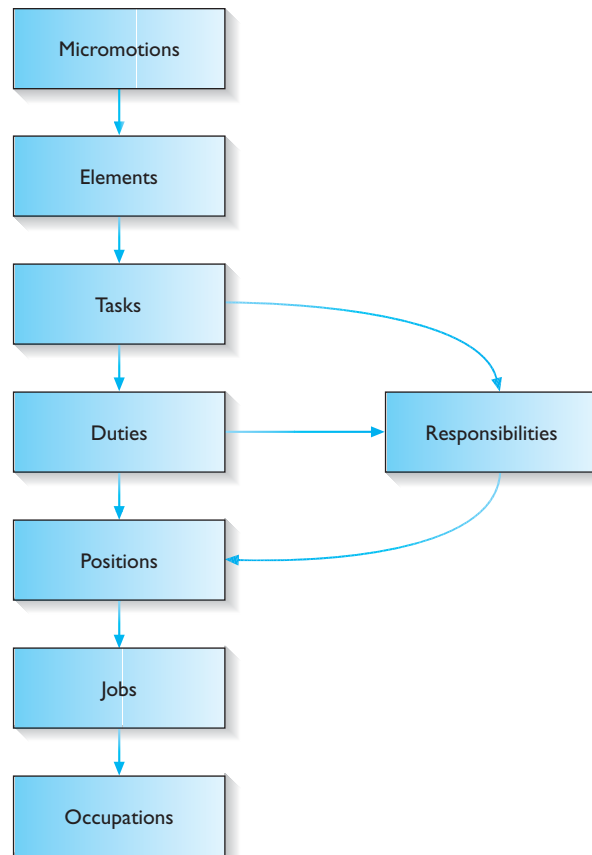 Micromotions
Elements
Tasks
Duties
Responsibilities
Positions
Jobs
Occupations